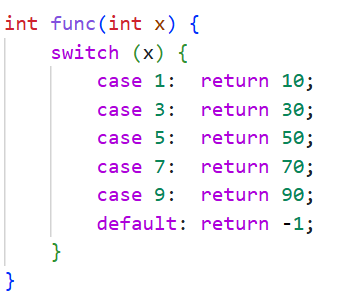 int func(int x) {
    switch (x) {
        case 1:  return 10;
        case 3:  return 30;
        case 5:  return 50;
        case 7:  return 70;
        case 9:  return 90;
        default: return -1;
    }
}